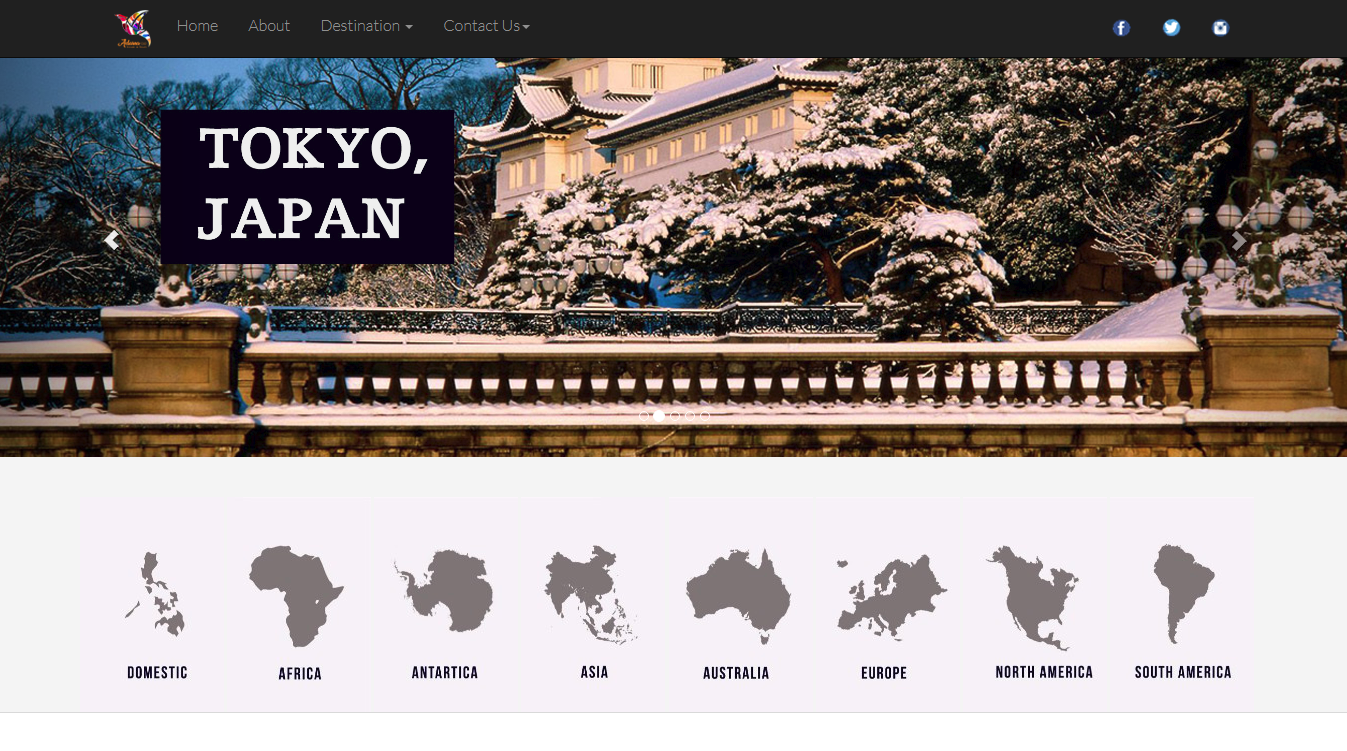 Home About Destination Contact Us
TOKYO,
JAPAN
DOMESTIC AFRICA ANTARTICA ASIA AUSTRALIA EUROPE NORTH AMERICA SOUTH AMERICA